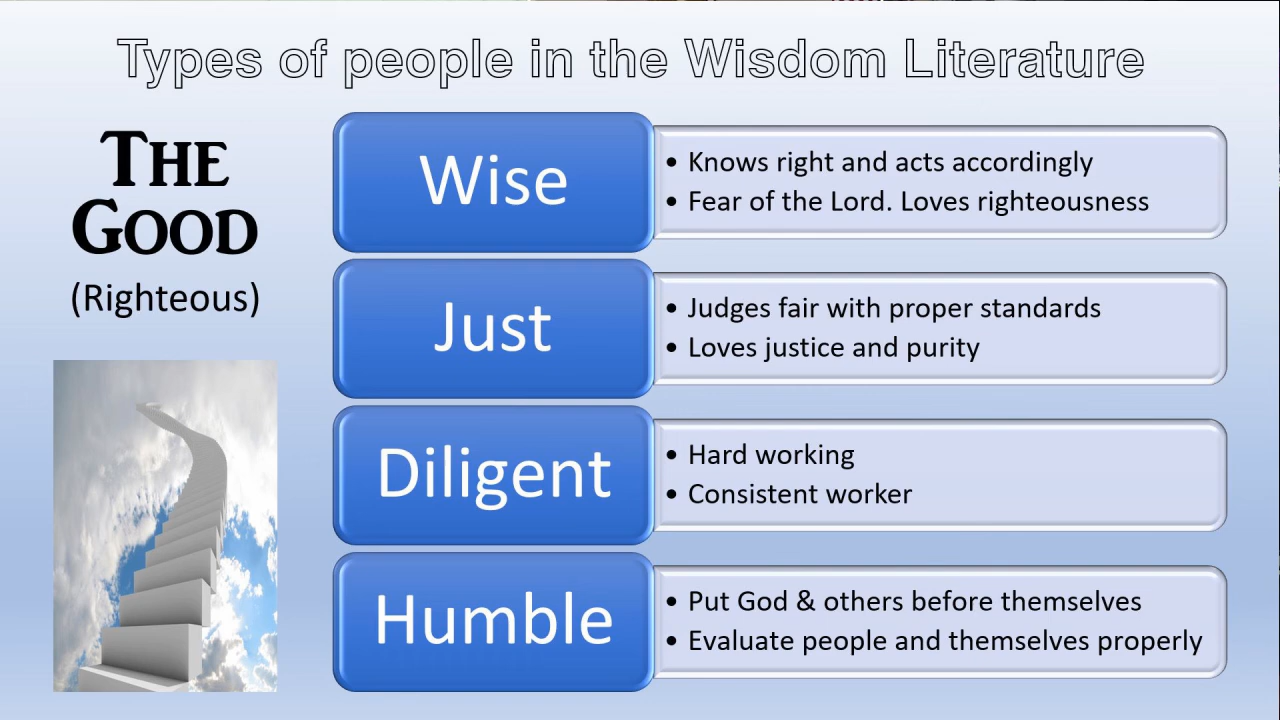 Types of people in the Wisdom Literature
THE
GOOD
(Righteous)
Wise
• Knows right and acts accordingly
• Fear of the Lord. Loves righteousness
Just
• Judges fair with proper standards
• Loves justice and purity
Diligent
• Hard working
• Consistent worker
Humble
• Put God & others before themselves
• Evaluate people and themselves properly